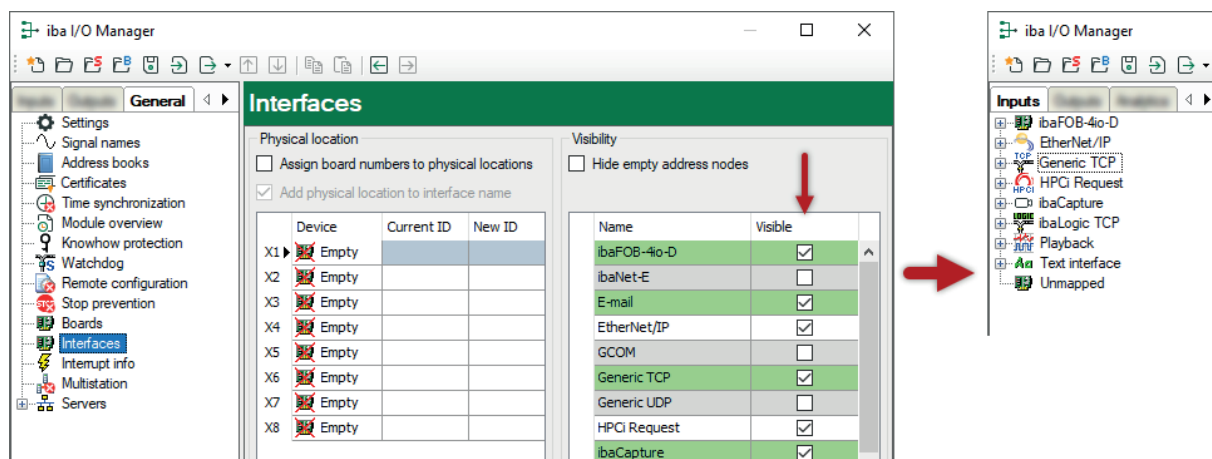 iba I/O Manager
General
Settings
Signal names
Address books
Certificates
Time synchronization
Module overview
Knowhow protection
Watchdog
Remote configuration
Stop prevention
Boards
Interfaces
Interrupt info
Multistation
Servers
Interfaces
Physical location
Assign board numbers to physical locations
Add physical location to interface name
Device Current ID New ID
X1 Empty
X2 Empty
X3 Empty
X4 Empty
X5 Empty
X6 Empty
X7 Empty
X8 Empty
Visibility
Hide empty address nodes
Name Visible
ibaFOB-4io-D
ibaNet-E
E-mail
EtherNet/IP
GCOM
Generic TCP
Generic UDP
HPCi Request
ibaCapture
iba I/O Manager
Inputs
ibaFOB-4io-D
EtherNet/IP
TCP Generic TCP
HPCi HPCi Request
ibaCapture
LOGIC TCP ibaLogic TCP
Playback
Aa Text interface
Unmapped